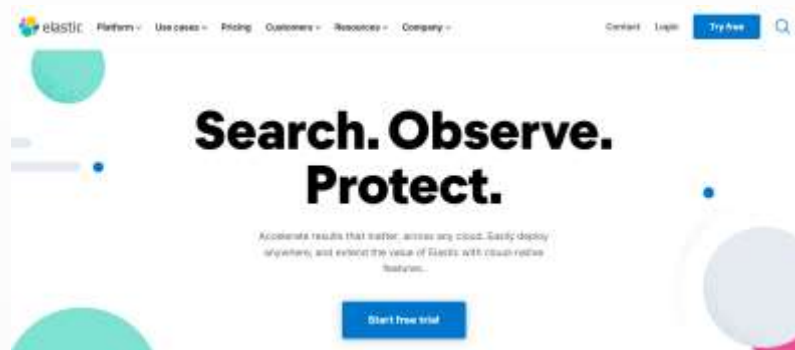 elastic Platform Use cases Pricing Customers Resources Company Contact Login Try free
Search. Observe.
Protect.
Accelerate results that matter, across any cloud. Easily deploy
anywhere, and extend the value of Elastic with cloud-native
features.
Start free trial